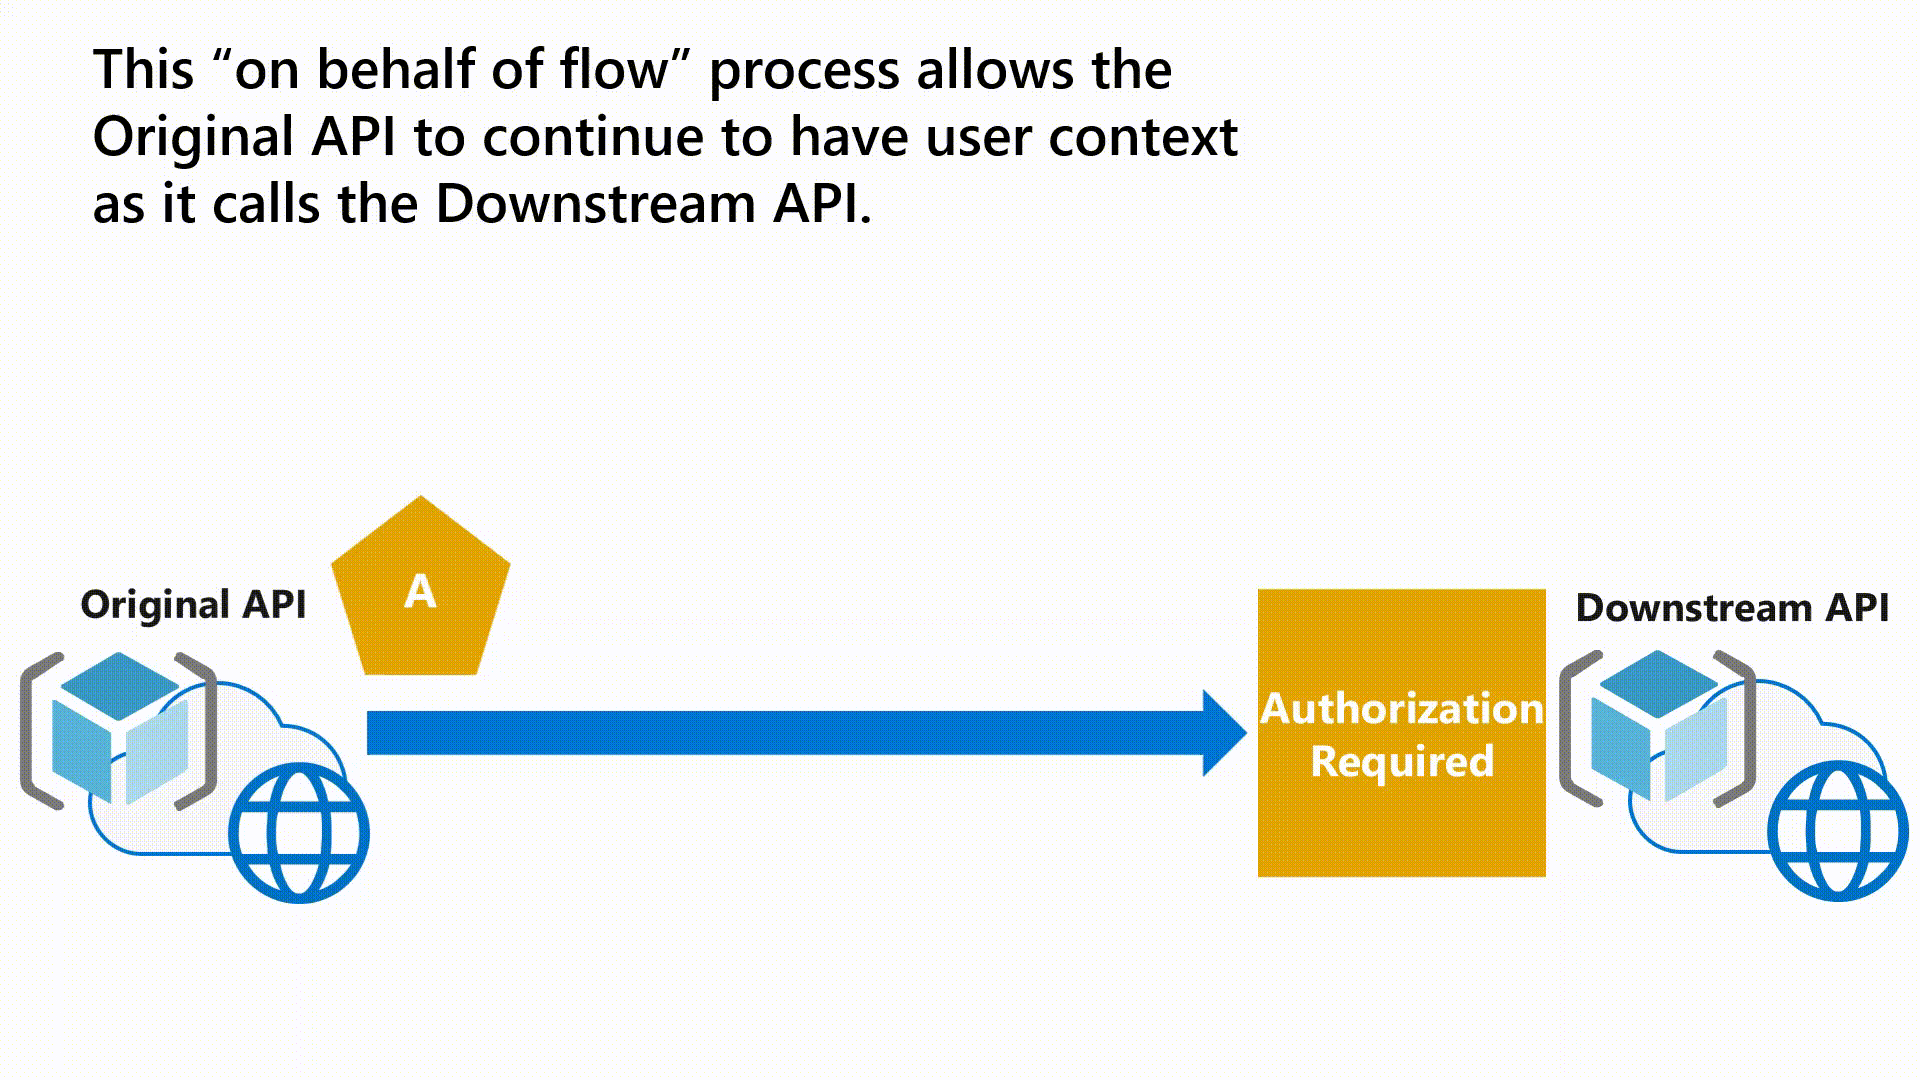 This “on behalf of flow” process allows the
Original API to continue to have user context
as it calls the Downstream API.
A
Original API
Downstream API
Authorization
Required